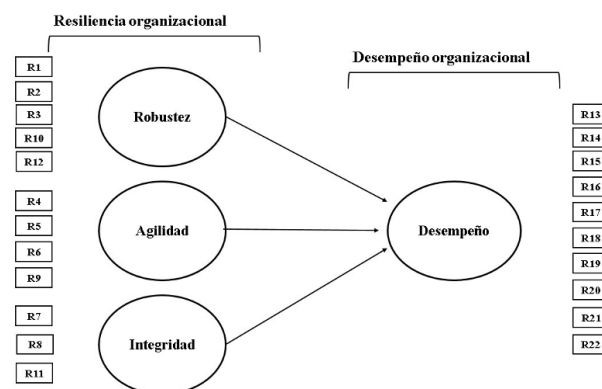 Resiliencia organizacional
Desempeño organizacional
R1
R2
R3
R10
R12
Robustez
R4
R5
R6
R9
Agilidad
R7
R8
R11
Integridad
Desempeño
R13
R14
R15
R16
R17
R18
R19
R20
R21
R22